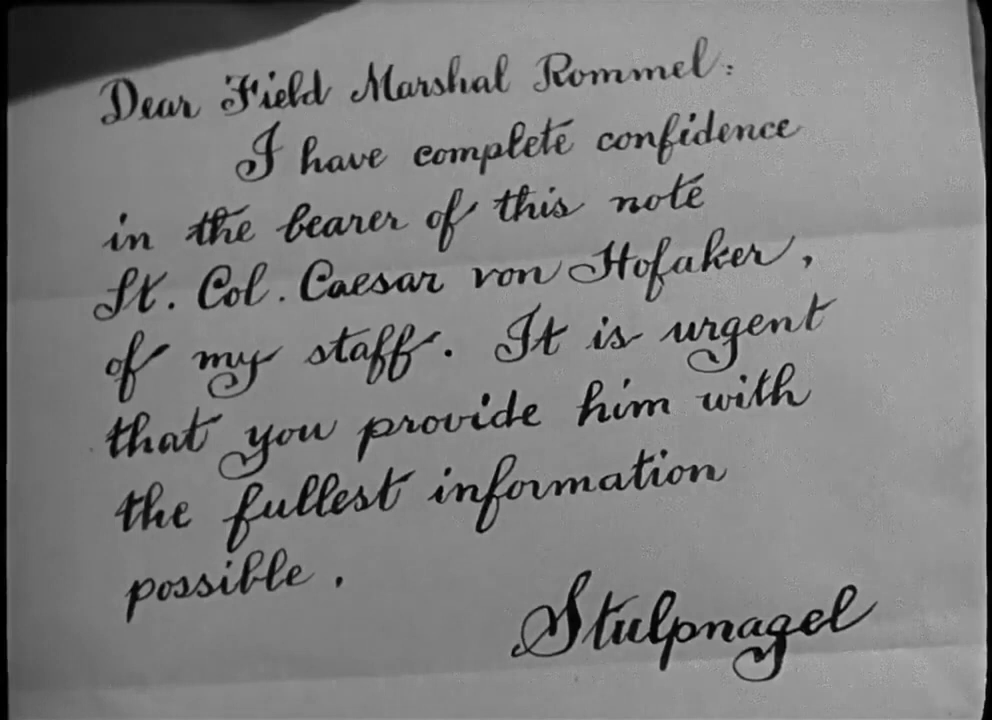 Dear Field Marshal Rommel:
I have complete confidence
in the bearer of this note
Lt. Col. Caesar von Hofaker,
of my staff. It is urgent
that you provide him with
the fullest information
possible.
Stulpnagel